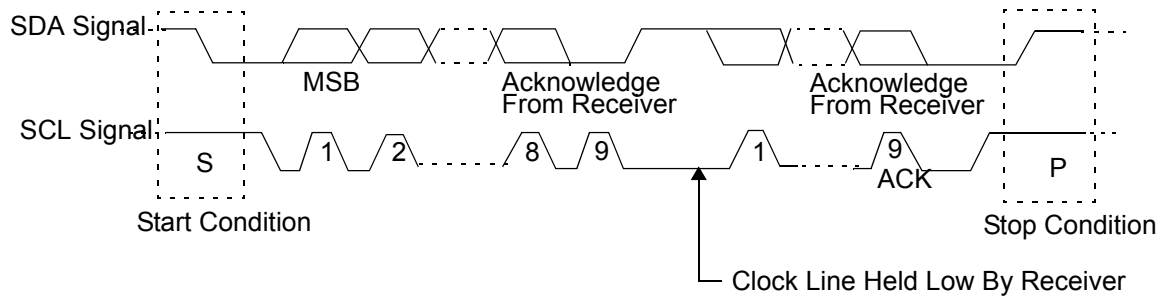 SDA Signal
MSB
Acknowledge
From Receiver
Acknowledge
From Receiver
SCL Signal
S
1
2
8
9
1
9
ACK
P
Start Condition
Stop Condition
Clock Line Held Low By Receiver